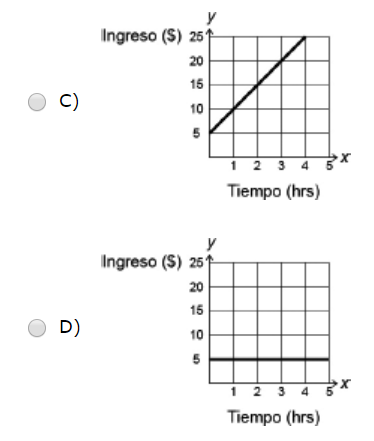 y
Ingreso ($) 25
20
15
10
5
C)
1 2 3 4 5 x
Tiempo (hrs)
y
Ingreso ($) 25
20
15
10
5
D)
1 2 3 4 5 x
Tiempo (hrs)